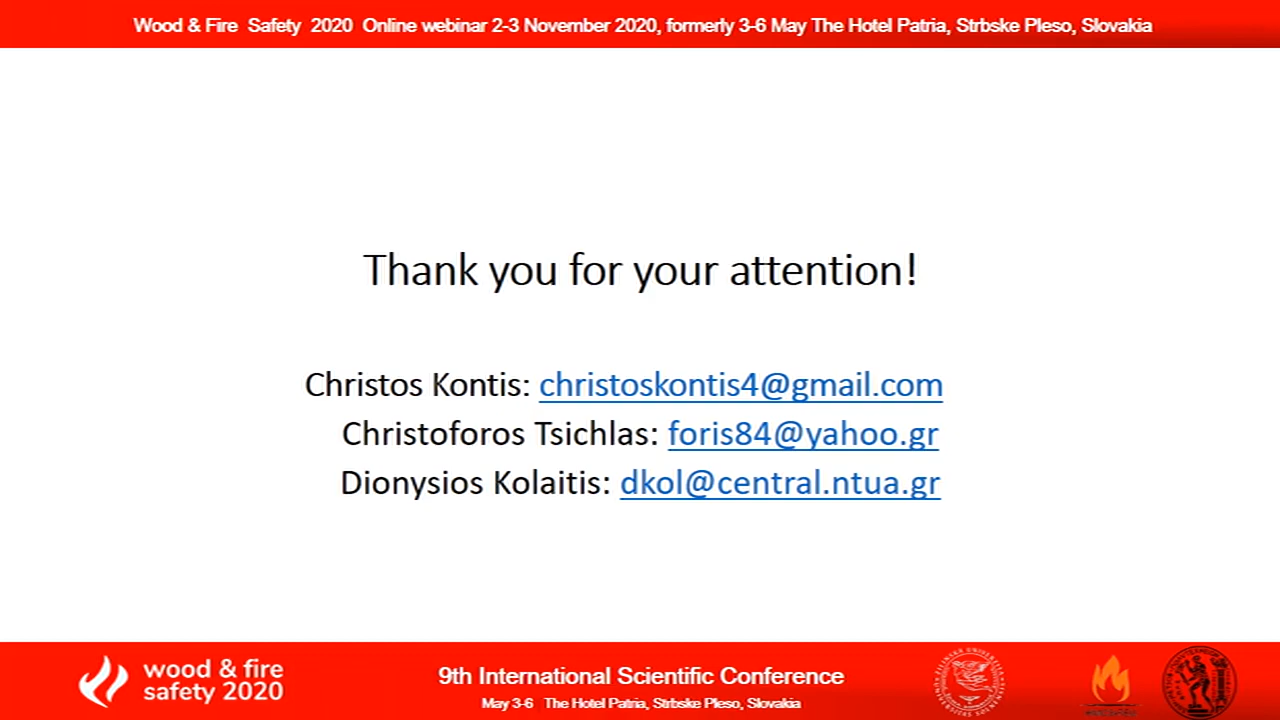 Wood & Fire Safety 2020 Online webinar 2-3 November 2020, formerly 3-6 May The Hotel Patria, Strbske Pleso, Slovakia
Thank you for your attention!
Christos Kontis: christoskontis4@gmail.com
Christoforos Tsichlas: foris84@yahoo.gr
Dionysios Kolaitis: dkol@central.ntua.gr
wood & fire
safety 2020
9th International Scientific Conference
May 3-6 The Hotel Patria, Strbske Pleso, Slovakia